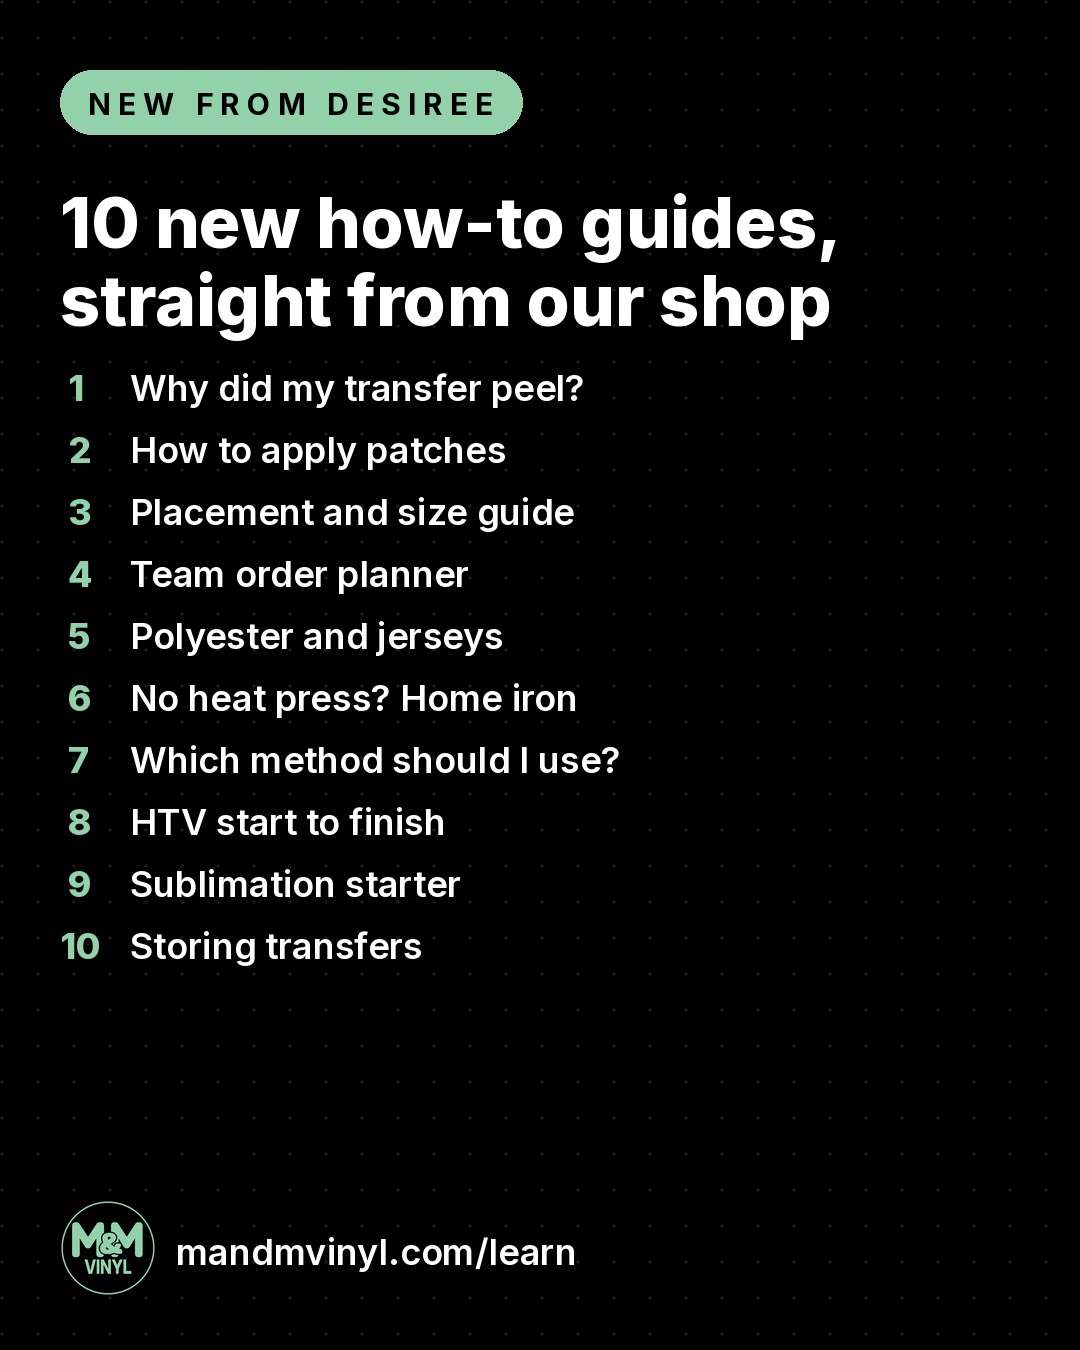 NEW FROM DESIREE
10 new how-to guides,
straight from our shop
1 Why did my transfer peel?
2 How to apply patches
3 Placement and size guide
4 Team order planner
5 Polyester and jerseys
6 No heat press? Home iron
7 Which method should I use?
8 HTV start to finish
9 Sublimation starter
10 Storing transfers
M&M
VINYL
mandmvinyl.com/learn